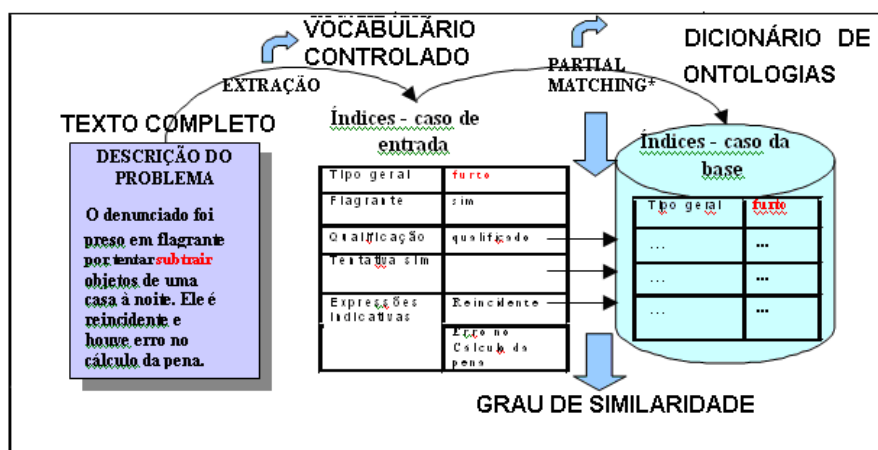 VOCABULÁRIO
CONTROLADO
DICIONÁRIO DE
ONTOLOGIAS
EXTRAÇÃO
PARTIAL
MATCHING*
TEXTO COMPLETO
DESCRIÇÃO DO
PROBLEMA
O denunciado foi
preso em flagrante
por tentar subtrair
objetos de uma
casa à noite. Ele é
reincidente e
houve erro no
cálculo da pena.
Índices - caso de
entrada
Tipo geral furto
Flagrante sim
Qualificação qualificado
Tentativa sim
Expressões Reincidente
indicativas
Erro no
Cálculo da
pena
Índices - caso da
base
Tipo geral furto
... ...
... ...
... ...
GRAU DE SIMILARIDADE